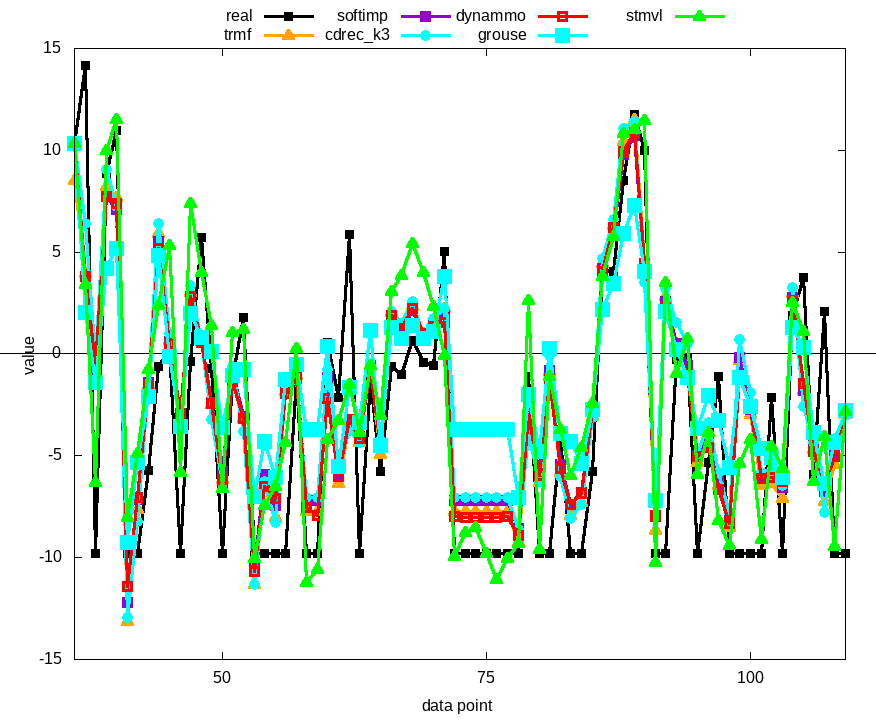 real softimp dynammo stmvl
trmf cdrec_k3 grouse
15
10
5
0
-5
-10
-15
value
50 75 100
data point